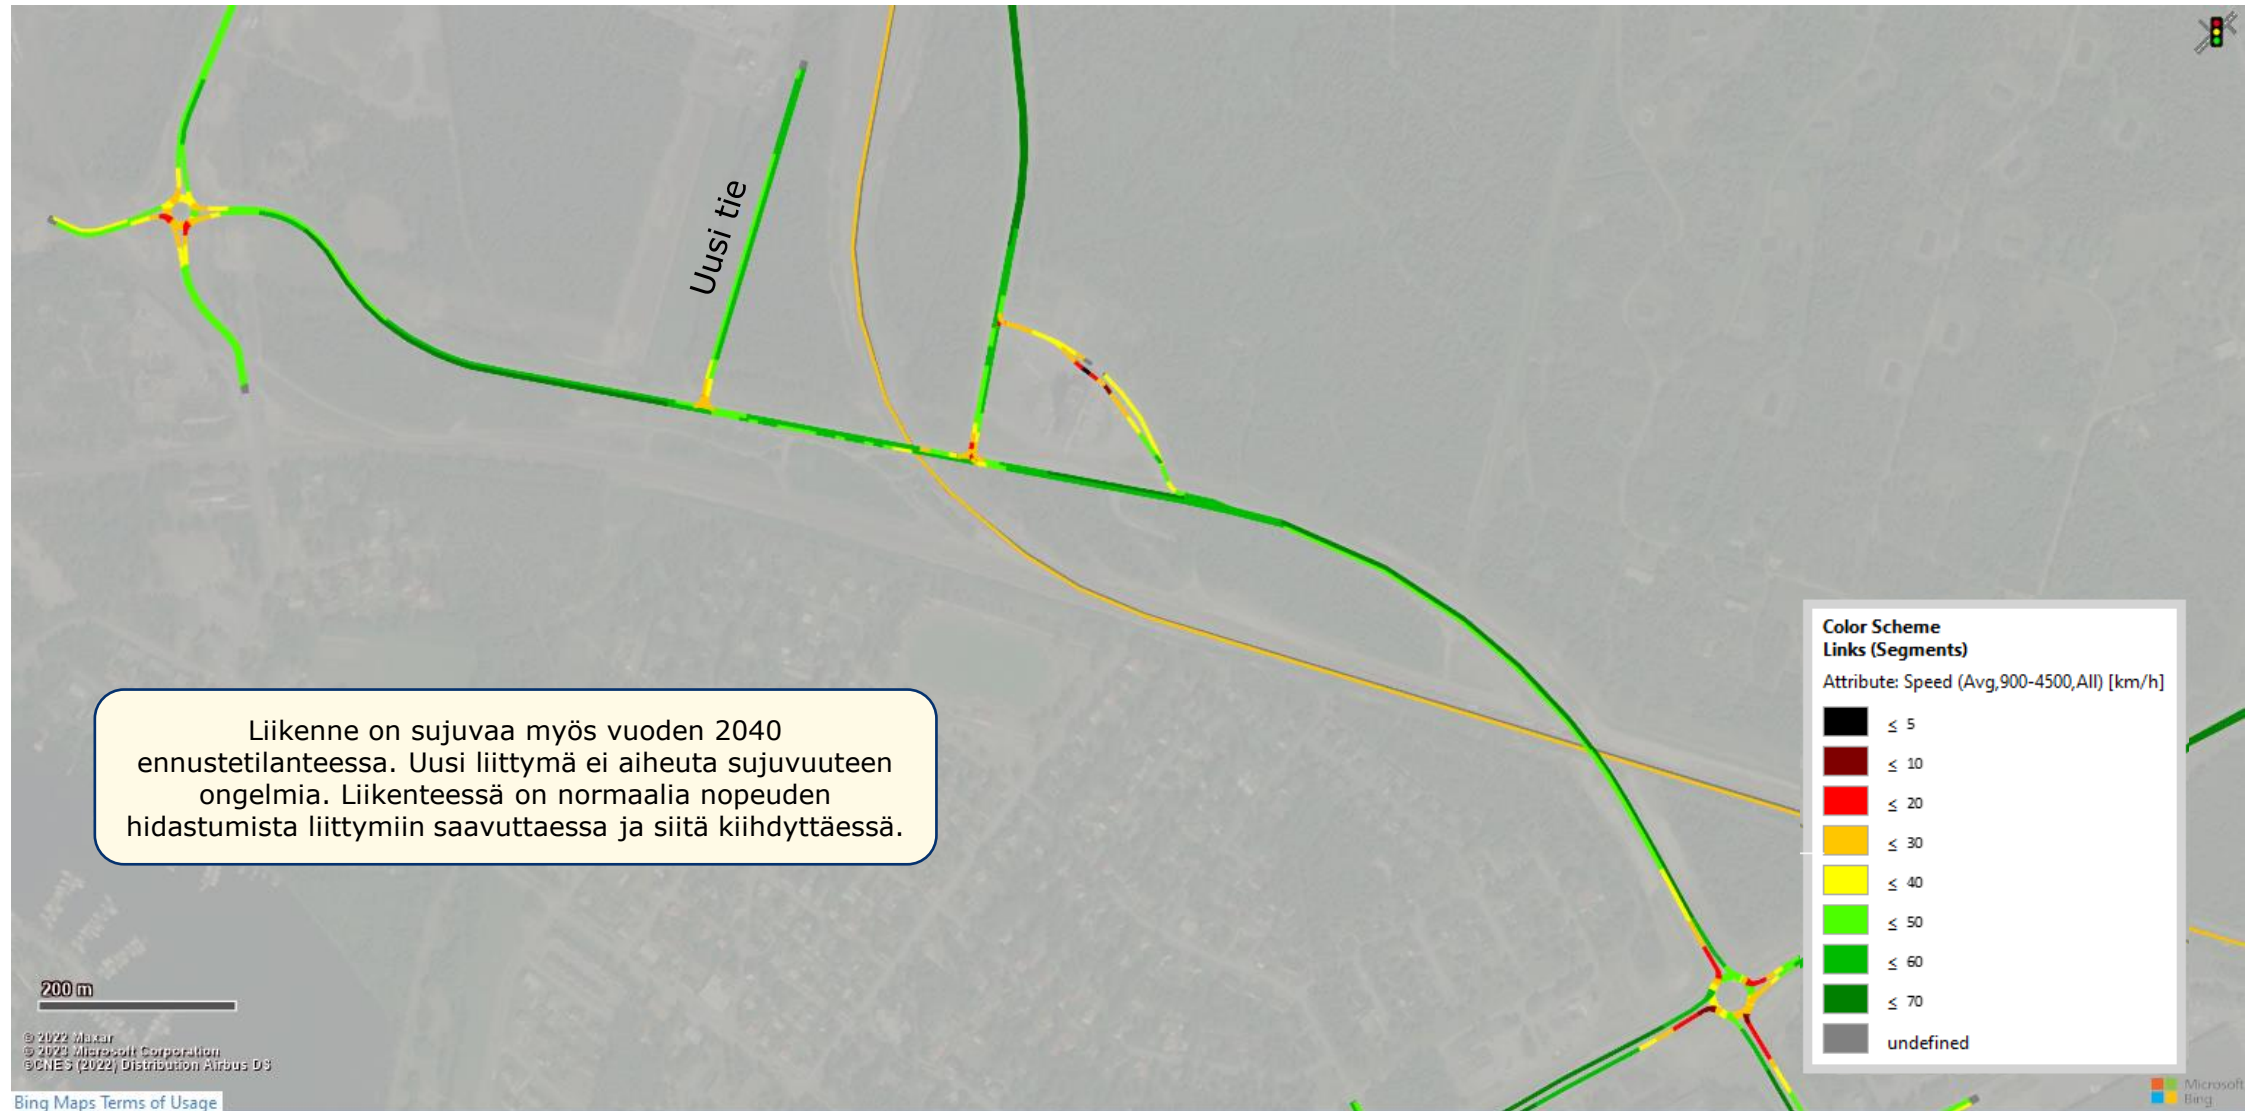 Uusi tie
Liikenne on sujuvaa myös vuoden 2040
ennustetilanteessa. Uusi liittymä ei aiheuta sujuvuuteen
ongelmia. Liikenteessä on normaalia nopeuden
hidastumista liittymiin saavuttaessa ja siitä kiihdyttäessä.
Color Scheme
Links (Segments)
Attribute: Speed (Avg,900-4500,All) [km/h]
≤ 5
≤ 10
≤ 20
≤ 30
≤ 40
≤ 50
≤ 60
≤ 70
undefined
200 m
© 2022 Maxar
© 2023 Microsoft Corporation
©CNES (2022) Distribution Airbus DS
Bing Maps Terms of Usage
Microsoft
Bing